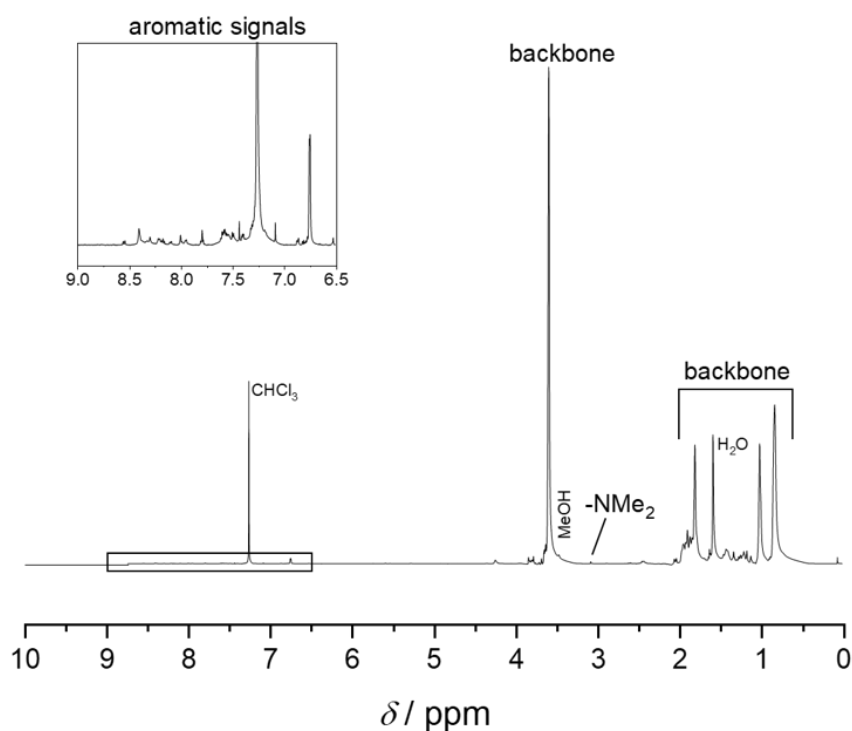 aromatic signals
9.0 8.5 8.0 7.5 7.0 6.5
backbone
backbone
CHCl₃
H₂O
MeOH
-NMe₂
10 9 8 7 6 5 4 3 2 1 0
δ / ppm